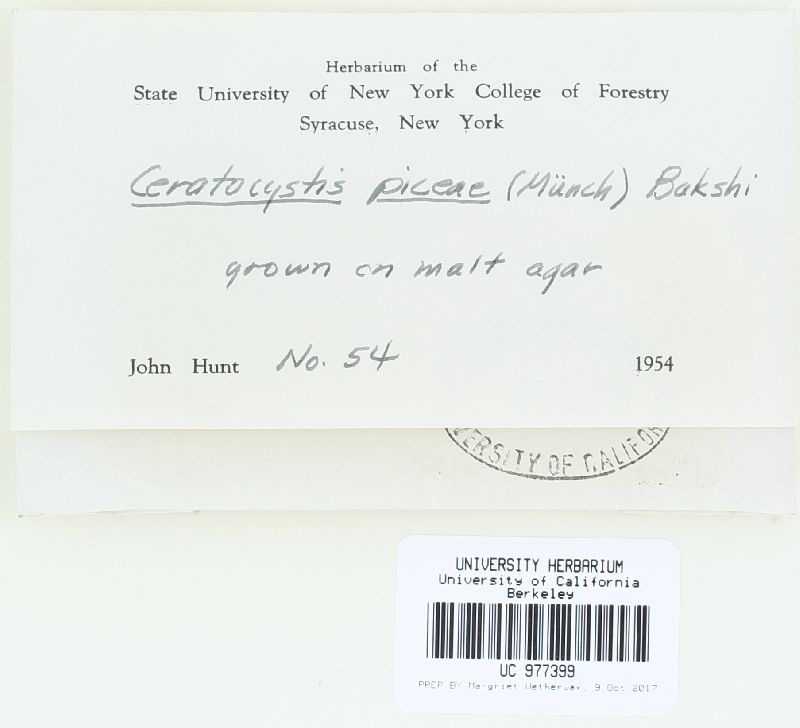 Herbarium of the
State University of New York College of Forestry
Syracuse, New York
Ceratocystis piceae (Münch) Bakshi
grown on malt agar
John Hunt No. 54 1954
VERSITY OF CALIFOR
UNIVERSITY HERBARIUM
University of California
Berkeley
UC 977399
PREP BY Margriet Wetherwax, 9 Oct 2017